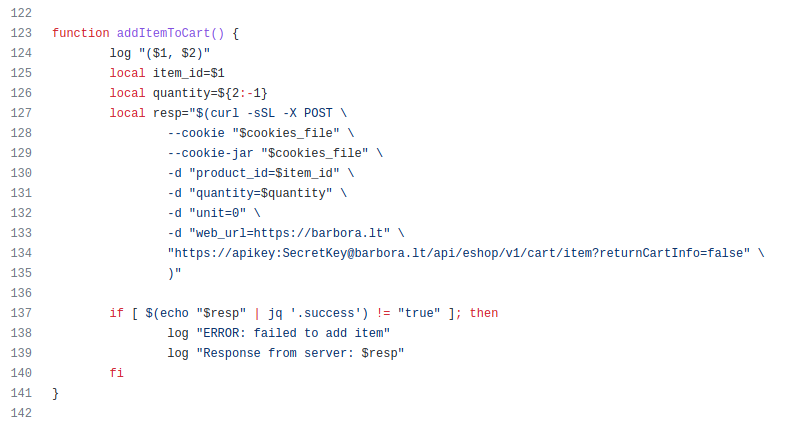 122
123 function addItemToCart() {
124         log "($1, $2)"
125         local item_id=$1
126         local quantity=${2:-1}
127         local resp="$(curl -sSL -X POST \
128                 --cookie "$cookies_file" \
129                 --cookie-jar "$cookies_file" \
130                 -d "product_id=$item_id" \
131                 -d "quantity=$quantity" \
132                 -d "unit=0" \
133                 -d "web_url=https://barbora.lt" \
134                 "https://apikey:SecretKey@barbora.lt/api/eshop/v1/cart/item?returnCartInfo=false" \
135                 )"
136
137         if [ $(echo "$resp" | jq '.success') != "true" ]; then
138                 log "ERROR: failed to add item"
139                 log "Response from server: $resp"
140         fi
141 }
142